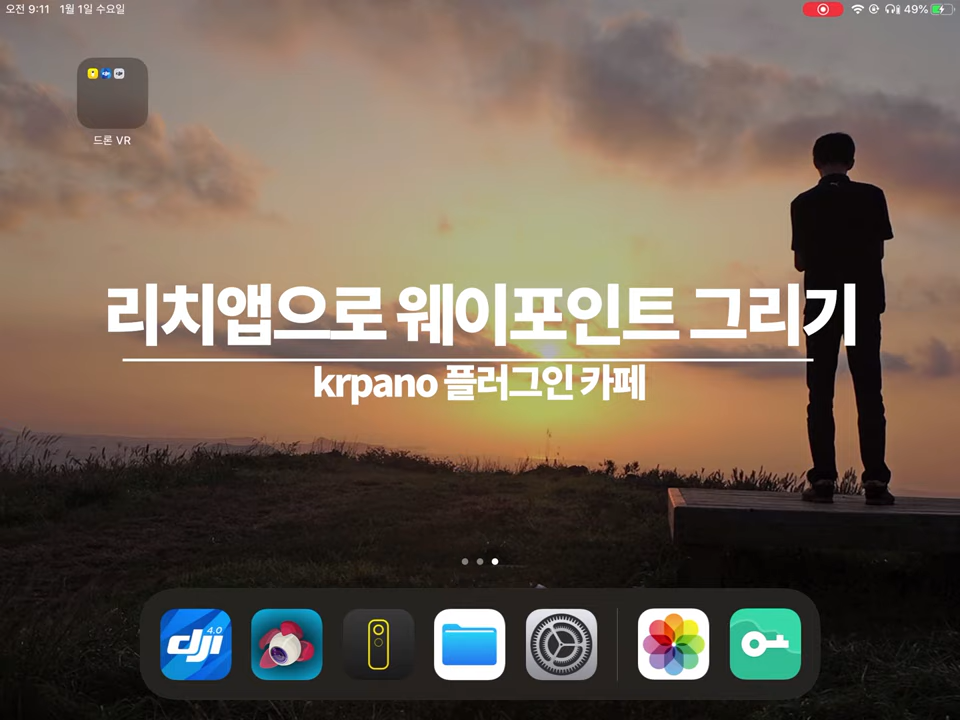 오전 9:11 1월 1일 수요일
49%
드론 VR
리치앱으로 웨이포인트 그리기
krpano 플러그인 카페
dji 4.0